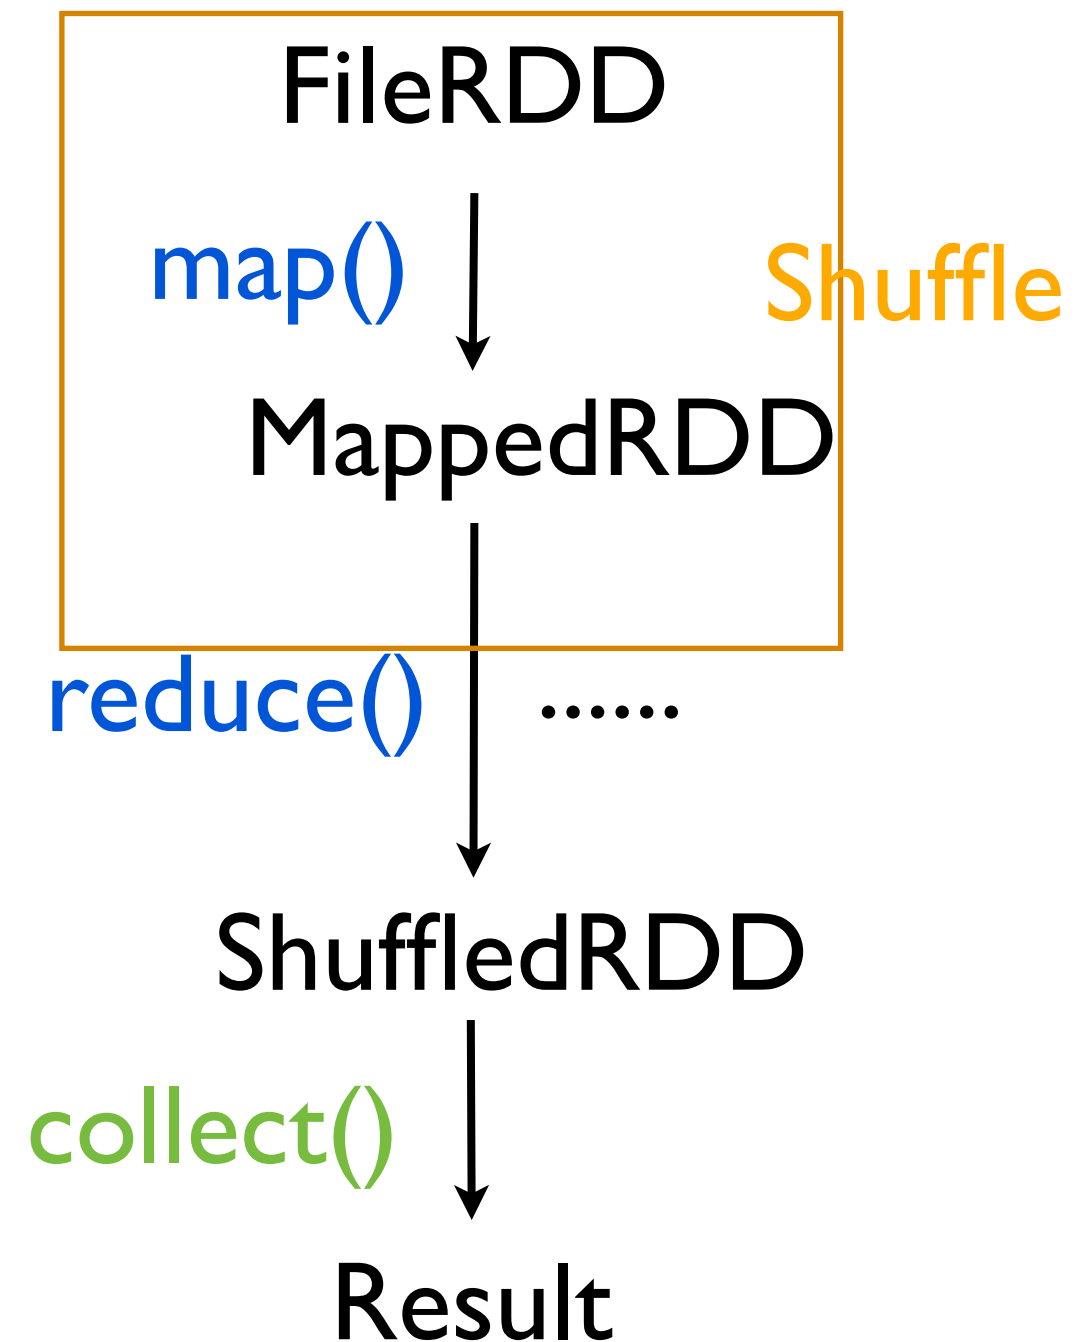 FileRDD
map()
Shuffle
MappedRDD
reduce()
......
ShuffledRDD
collect()
Result